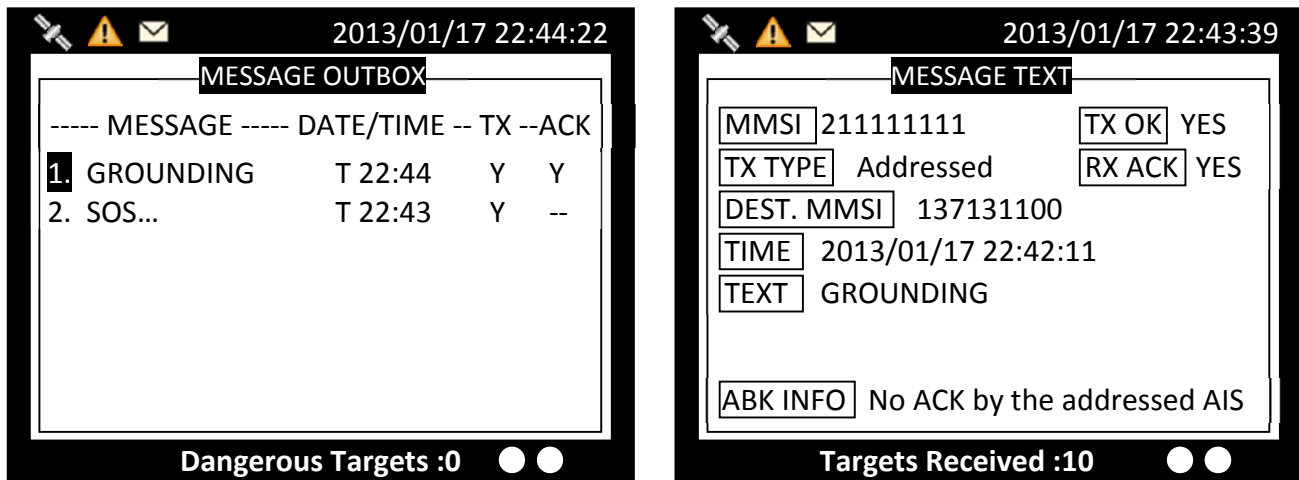 2013/01/17 22:44:22
MESSAGE OUTBOX
----- MESSAGE ----- DATE/TIME -- TX --ACK
1. GROUNDING T 22:44 Y Y
2. SOS... T 22:43 Y --
Dangerous Targets :0
2013/01/17 22:43:39
MESSAGE TEXT
MMSI 211111111 TX OK YES
TX TYPE Addressed RX ACK YES
DEST. MMSI 137131100
TIME 2013/01/17 22:42:11
TEXT GROUNDING
ABK INFO No ACK by the addressed AIS
Targets Received :10